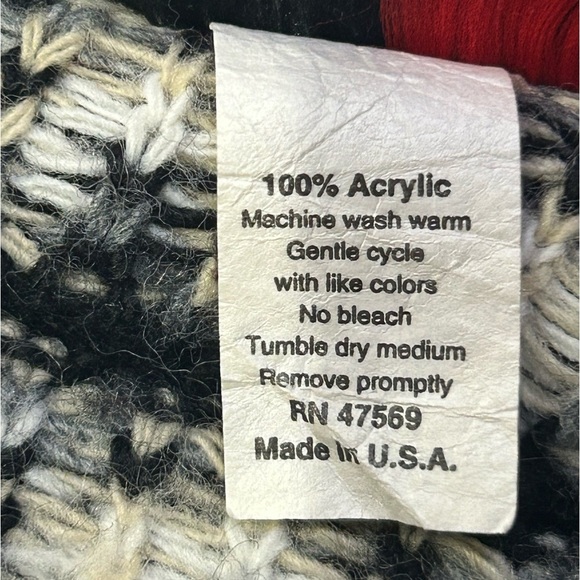 100% Acrylic
Machine wash warm
Gentle cycle
with like colors
No bleach
Tumble dry medium
Remove promptly
RN 47569
Made In U.S.A.